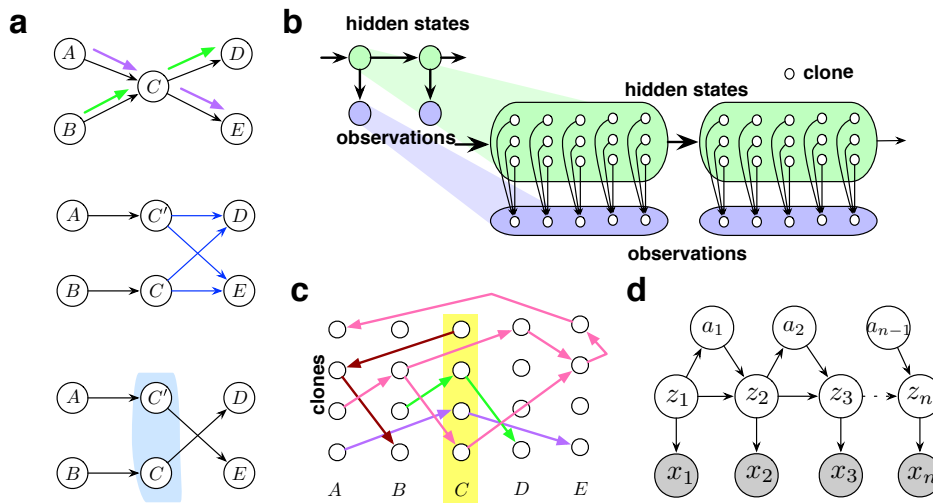 a
A
D
C
B
E
A
C′
D
B
C
E
A
C′
D
B
C
E
b
hidden states
clone
hidden states
observations
observations
c
clones
A B C D E
d
a₁ a₂ aₙ₋₁
z₁ z₂ z₃ zₙ
x₁ x₂ x₃ xₙ